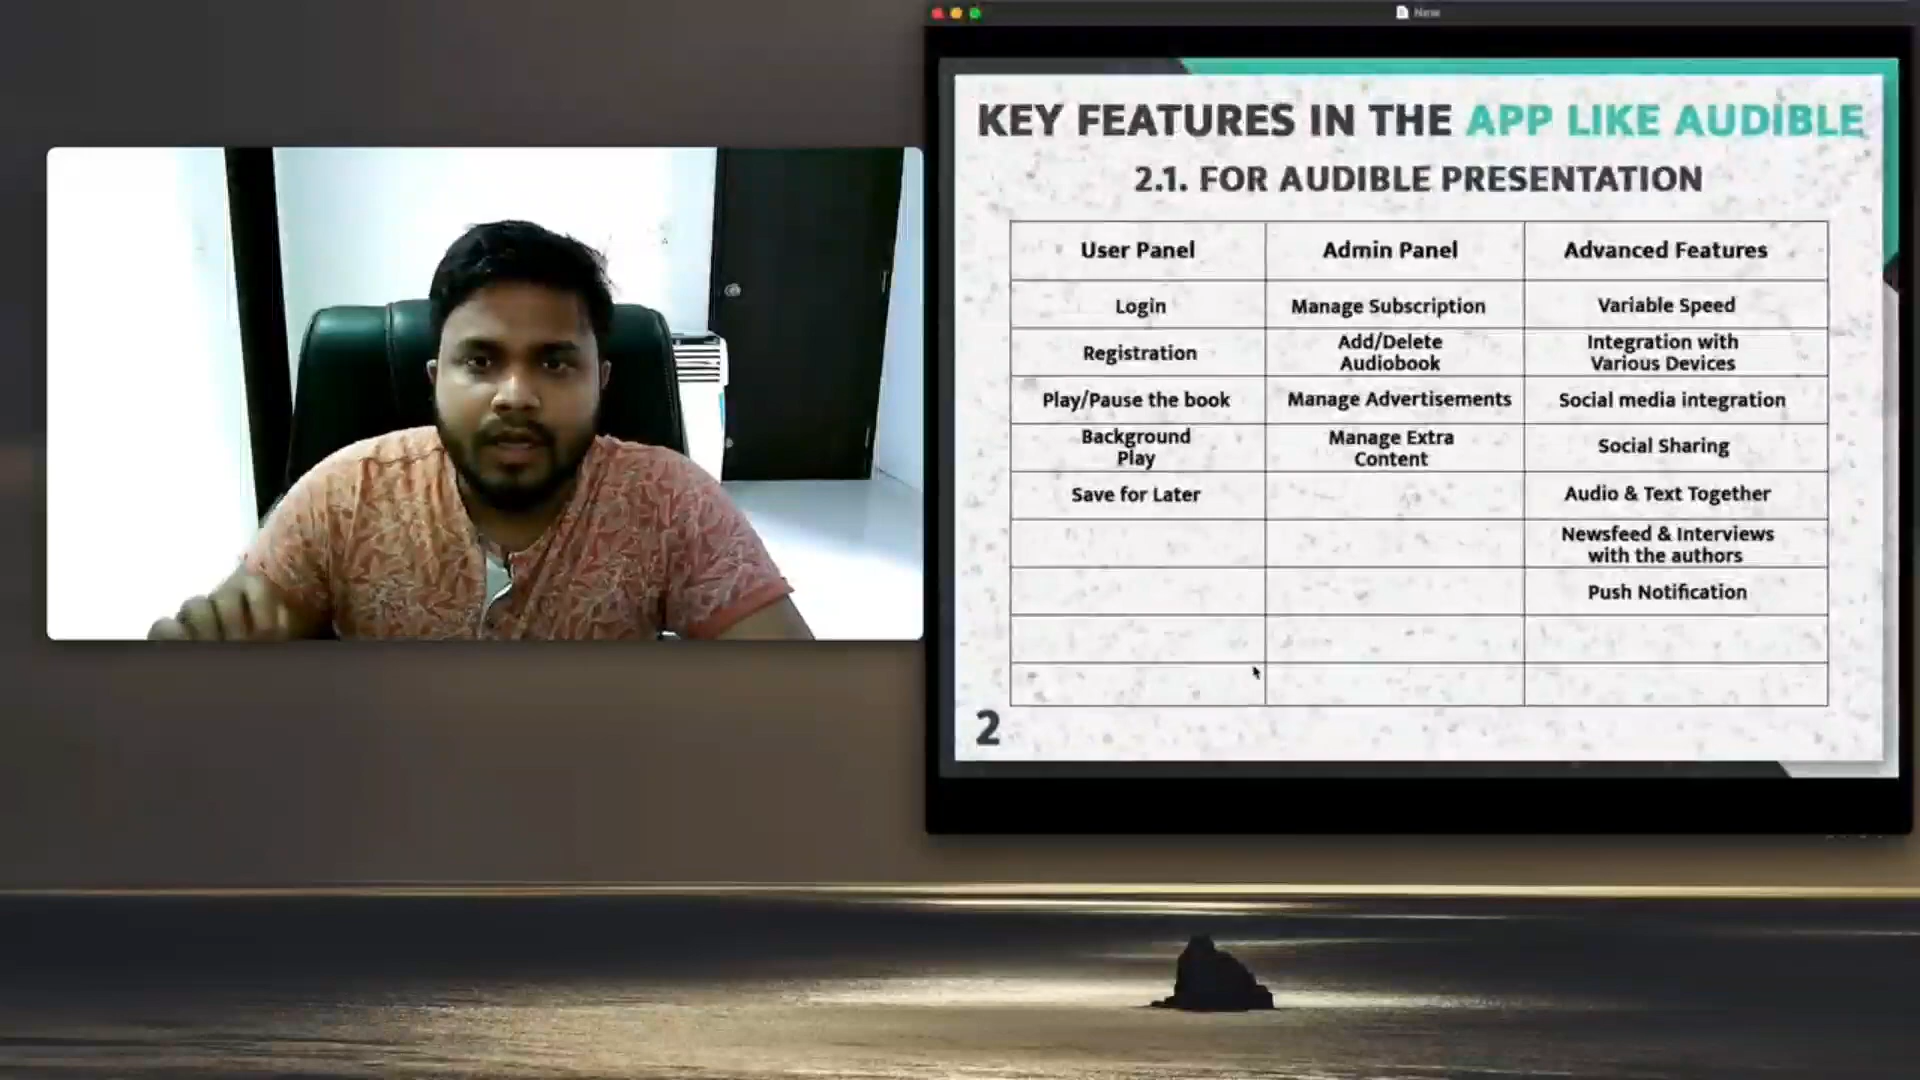 New
KEY FEATURES IN THE APP LIKE AUDIBLE
2.1. FOR AUDIBLE PRESENTATION
User Panel
Admin Panel
Advanced Features
Login
Manage Subscription
Variable Speed
Registration
Add/Delete
Audiobook
Integration with
Various Devices
Play/Pause the book
Manage Advertisements
Social media integration
Background
Play
Manage Extra
Content
Social Sharing
Save for Later
Audio & Text Together
Newsfeed & Interviews
with the authors
Push Notification
2